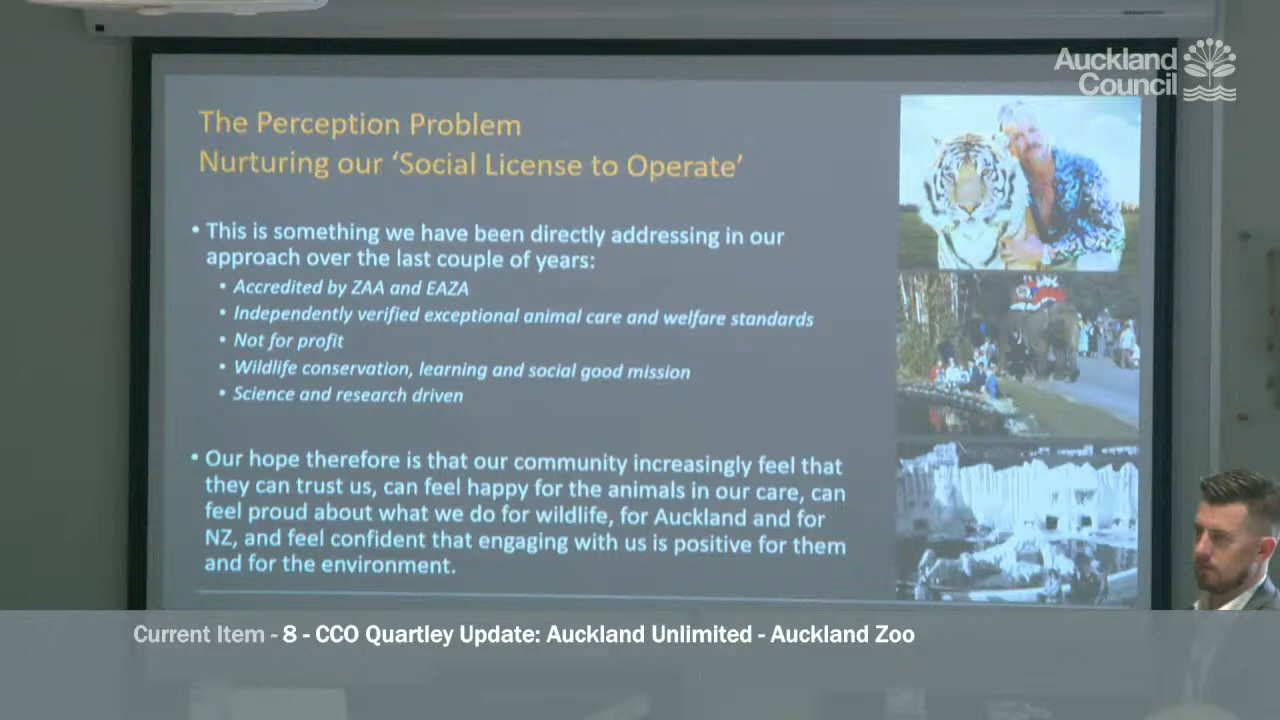 Auckland
Council
The Perception Problem
Nurturing our ‘Social License to Operate’
• This is something we have been directly addressing in our
approach over the last couple of years:
• Accredited by ZAA and EAZA
• Independently verified exceptional animal care and welfare standards
• Not for profit
• Wildlife conservation, learning and social good mission
• Science and research driven
• Our hope therefore is that our community increasingly feel that
they can trust us, can feel happy for the animals in our care, can
feel proud about what we do for wildlife, for Auckland and for
NZ, and feel confident that engaging with us is positive for them
and for the environment.
Current Item - 8 - CCO Quartley Update: Auckland Unlimited - Auckland Zoo